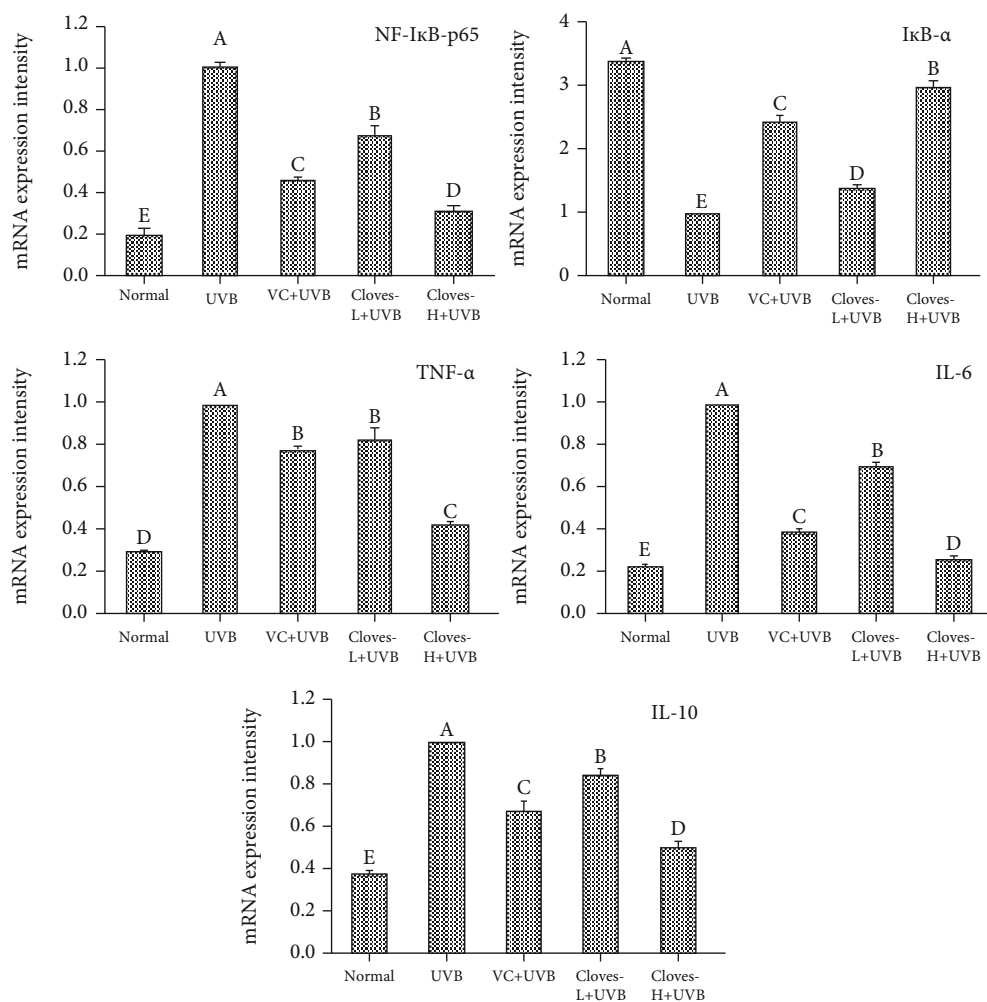 NF-IκB-p65
mRNA expression intensity
1.2
1.0
0.8
0.6
0.4
0.2
0.0
E
A
C
B
D
Normal
UVB
VC+UVB
Cloves-
L+UVB
Cloves-
H+UVB
IκB-α
mRNA expression intensity
4
3
2
1
0
A
E
C
D
B
Normal
UVB
VC+UVB
Cloves-
L+UVB
Cloves-
H+UVB
TNF-α
mRNA expression intensity
1.2
1.0
0.8
0.6
0.4
0.2
0.0
D
A
B
B
C
Normal
UVB
VC+UVB
Cloves-
L+UVB
Cloves-
H+UVB
IL-6
mRNA expression intensity
1.2
1.0
0.8
0.6
0.4
0.2
0.0
E
A
C
B
D
Normal
UVB
VC+UVB
Cloves-
L+UVB
Cloves-
H+UVB
IL-10
mRNA expression intensity
1.2
1.0
0.8
0.6
0.4
0.2
0.0
E
A
C
B
D
Normal
UVB
VC+UVB
Cloves-
L+UVB
Cloves-
H+UVB